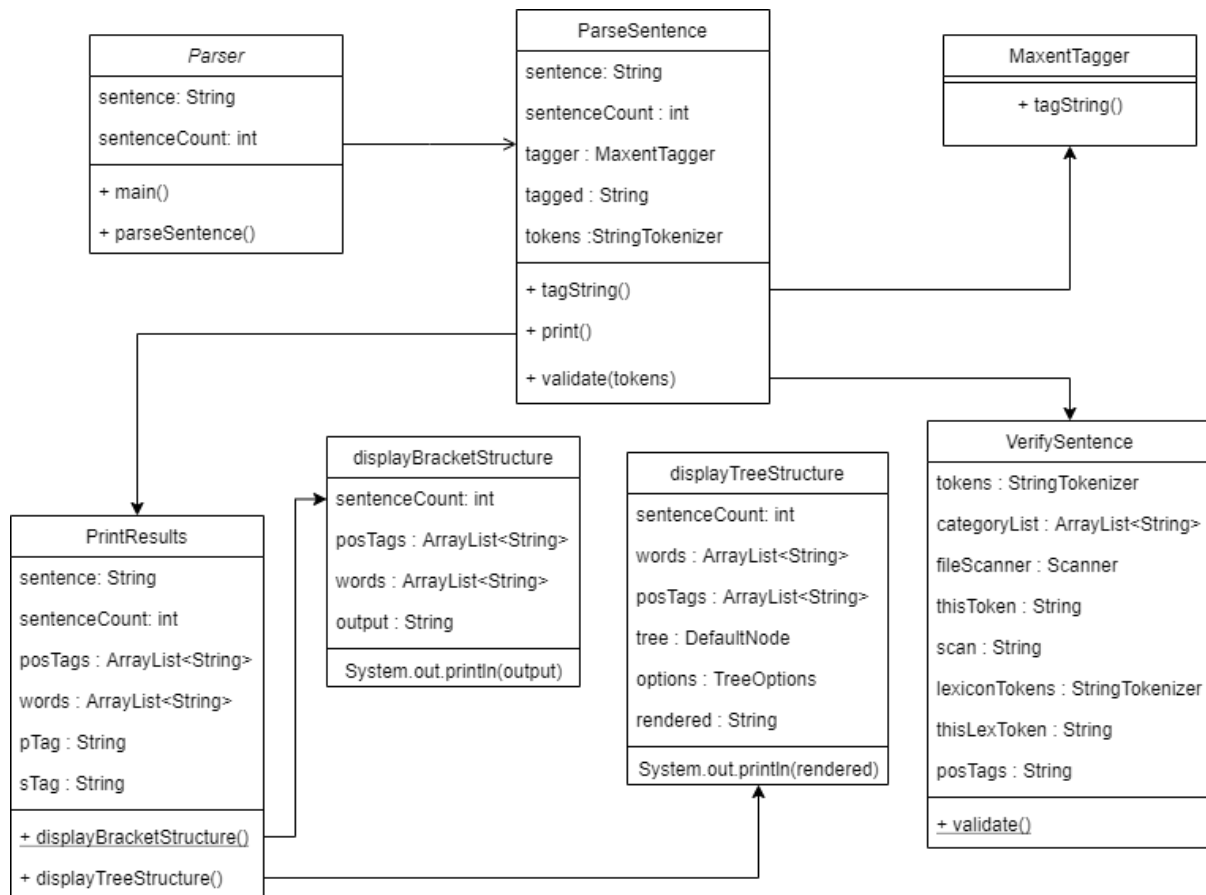 Parser
sentence: String
sentenceCount: int
+ main()
+ parseSentence()
ParseSentence
sentence: String
sentenceCount : int
tagger : MaxentTagger
tagged : String
tokens :StringTokenizer
+ tagString()
+ print()
+ validate(tokens)
MaxentTagger
+ tagString()
PrintResults
sentence: String
sentenceCount: int
posTags : ArrayList<String>
words : ArrayList<String>
pTag : String
sTag : String
+ displayBracketStructure()
+ displayTreeStructure()
displayBracketStructure
sentenceCount: int
posTags : ArrayList<String>
words : ArrayList<String>
output : String
System.out.println(output)
displayTreeStructure
sentenceCount: int
words : ArrayList<String>
posTags : ArrayList<String>
tree : DefaultNode
options : TreeOptions
rendered : String
System.out.println(rendered)
VerifySentence
tokens : StringTokenizer
categoryList : ArrayList<String>
fileScanner : Scanner
thisToken : String
scan : String
lexiconTokens : StringTokenizer
thisLexToken : String
posTags : String
+ validate()